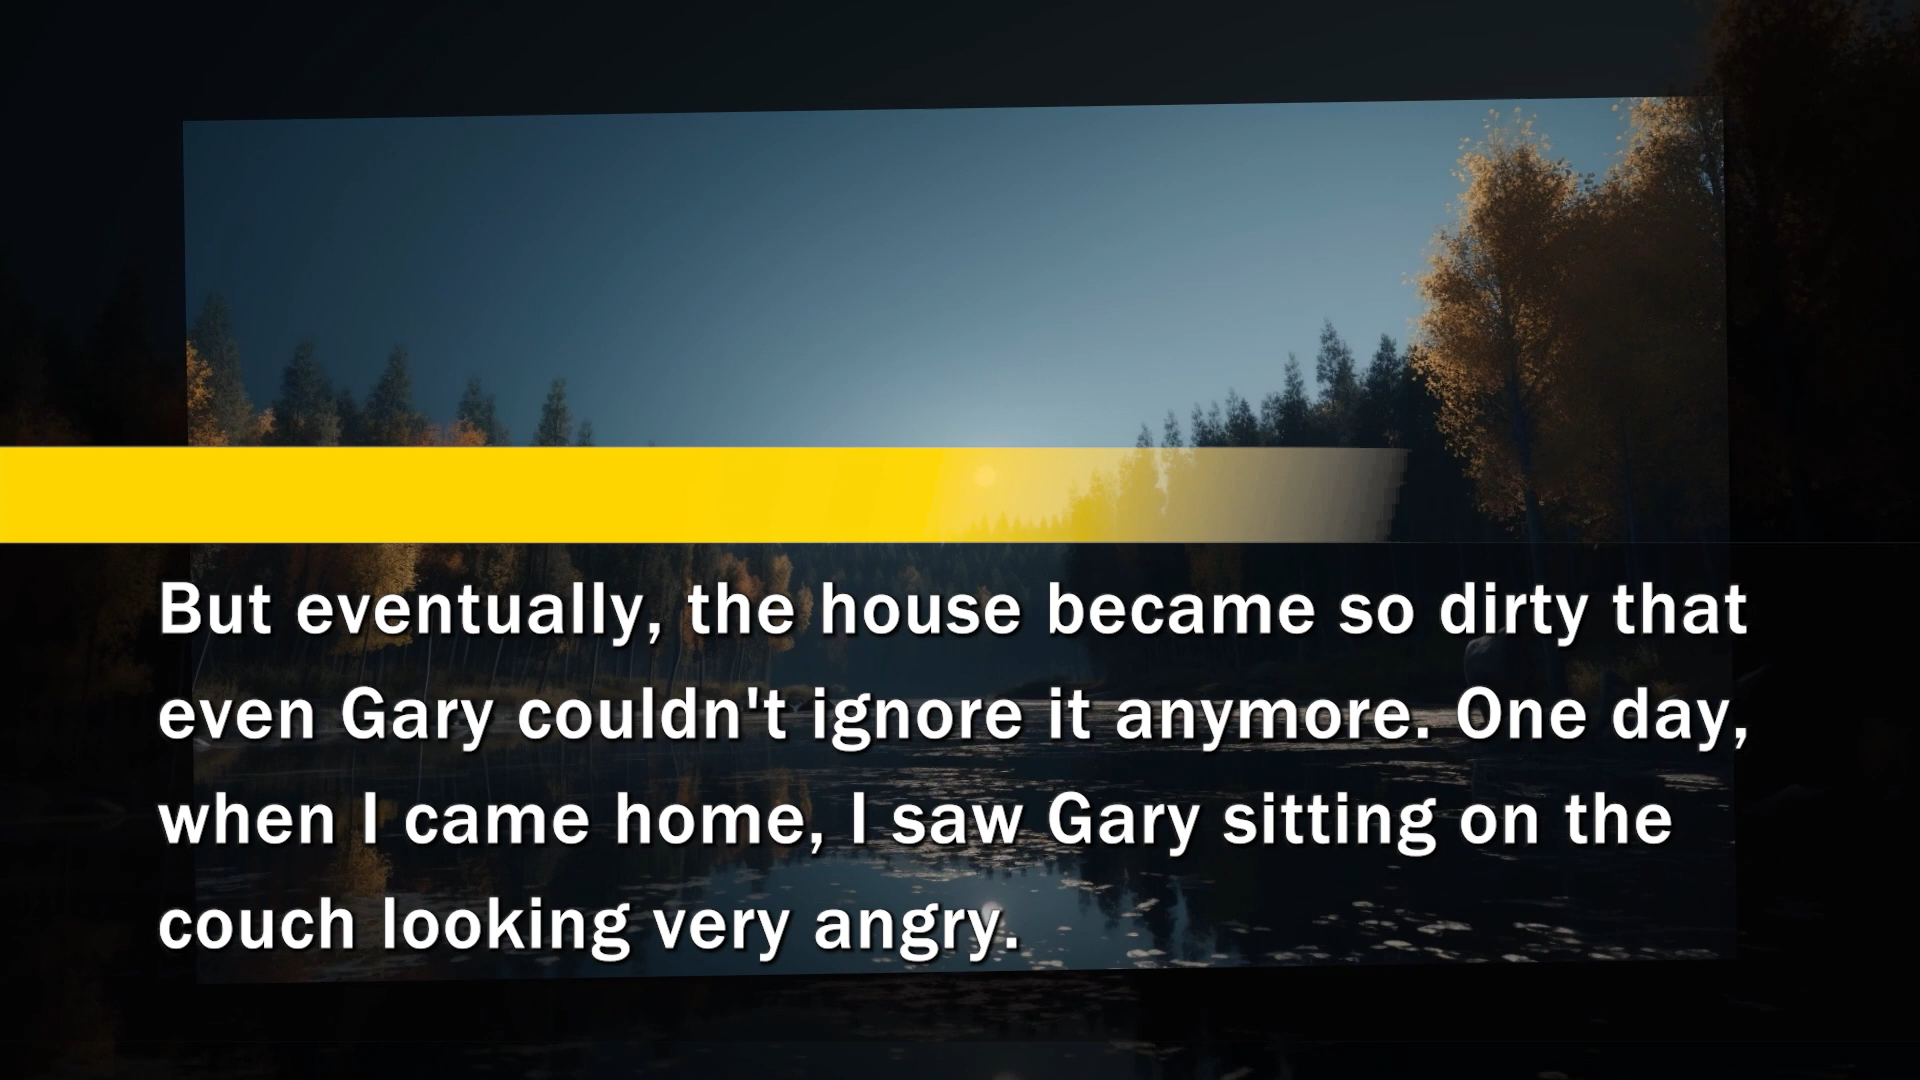 But eventually, the house became so dirty that
even Gary couldn't ignore it anymore. One day,
when I came home, I saw Gary sitting on the
couch looking very angry.